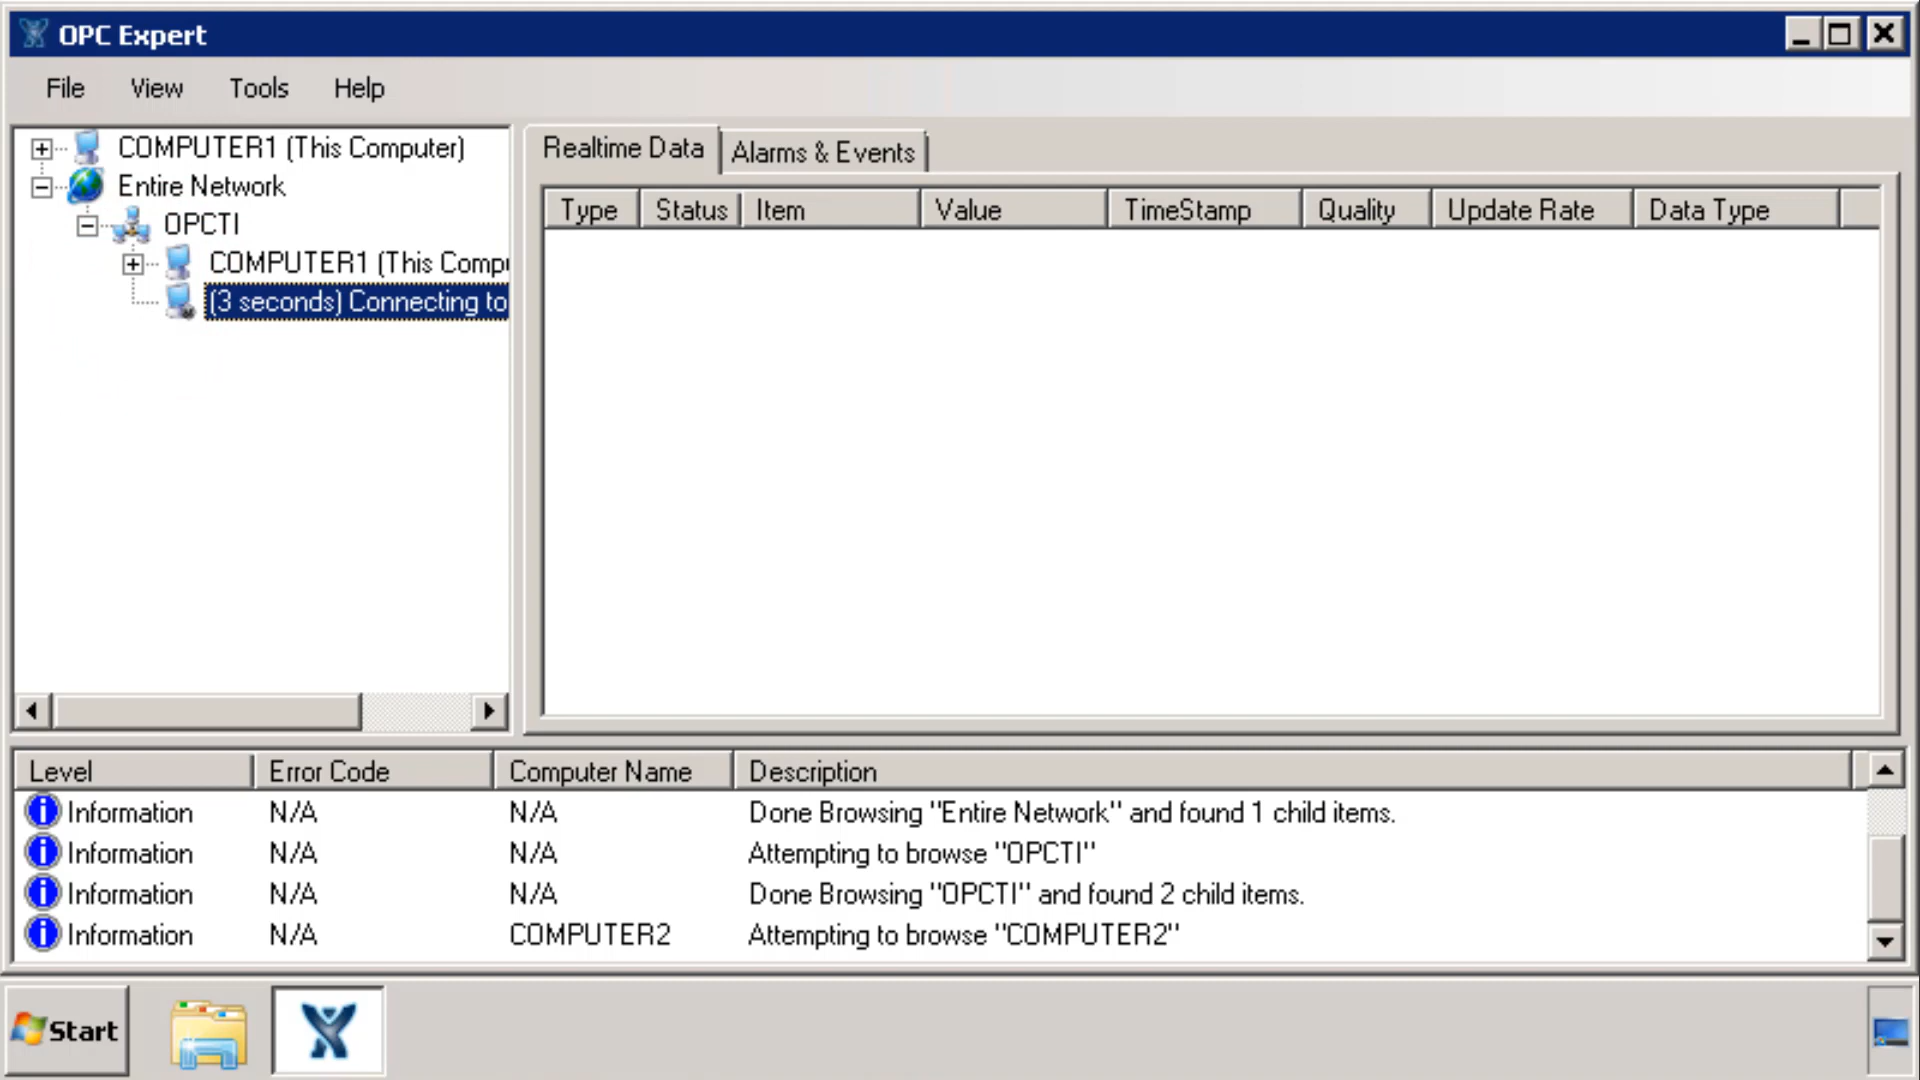 OPC Expert
File View Tools Help
COMPUTER1 (This Computer)
Entire Network
OPCTI
COMPUTER1 (This Compu
(3 seconds) Connecting to
Realtime Data Alarms & Events
Type Status Item Value TimeStamp Quality Update Rate Data Type
Level Error Code Computer Name Description
Information N/A N/A Done Browsing "Entire Network" and found 1 child items.
Information N/A N/A Attempting to browse "OPCTI"
Information N/A N/A Done Browsing "OPCTI" and found 2 child items.
Information N/A COMPUTER2 Attempting to browse "COMPUTER2"
Start